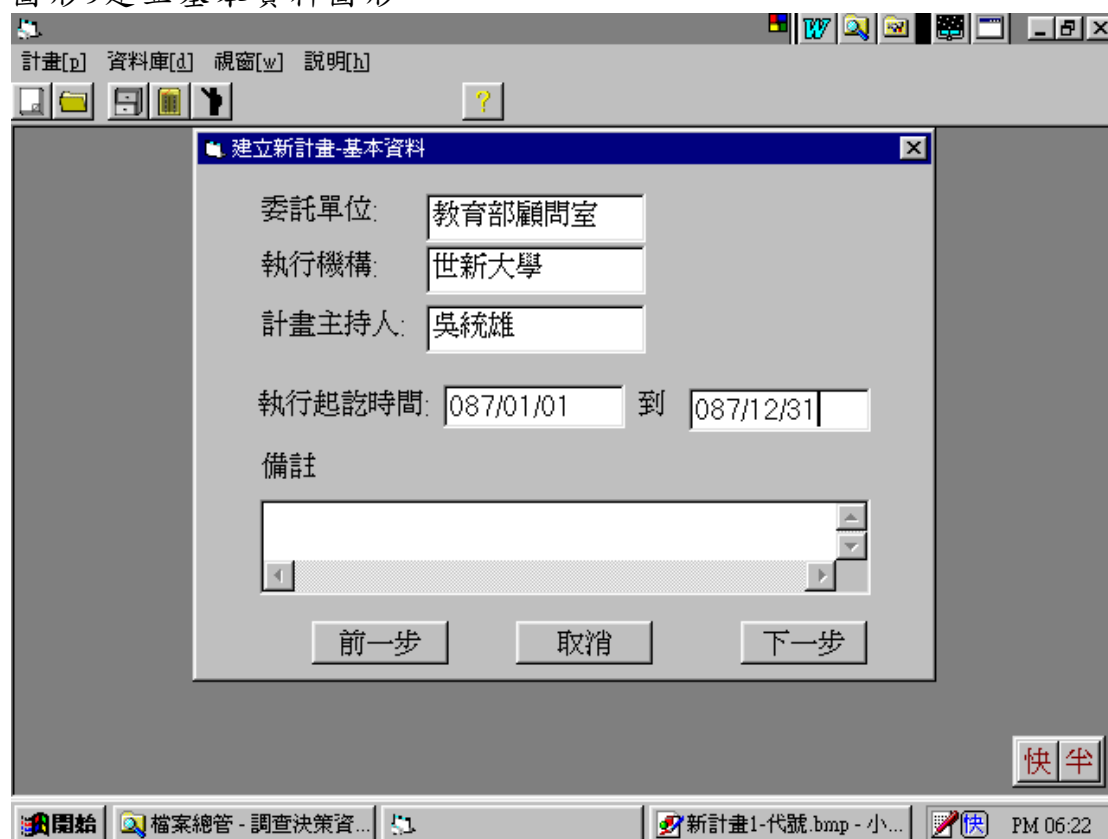 圖形5建立基本資料圖形
計畫[p] 資料庫[d] 視窗[w] 說明[h]
?
建立新計畫-基本資料
委託單位: 教育部顧問室
執行機構: 世新大學
計畫主持人: 吳統雄
執行起訖時間: 087/01/01 到 087/12/31
備註
前一步 取消 下一步
快 半
開始 檔案總管 - 調查決策資... 新計畫1-代號.bmp - 小... 快 PM 06:22